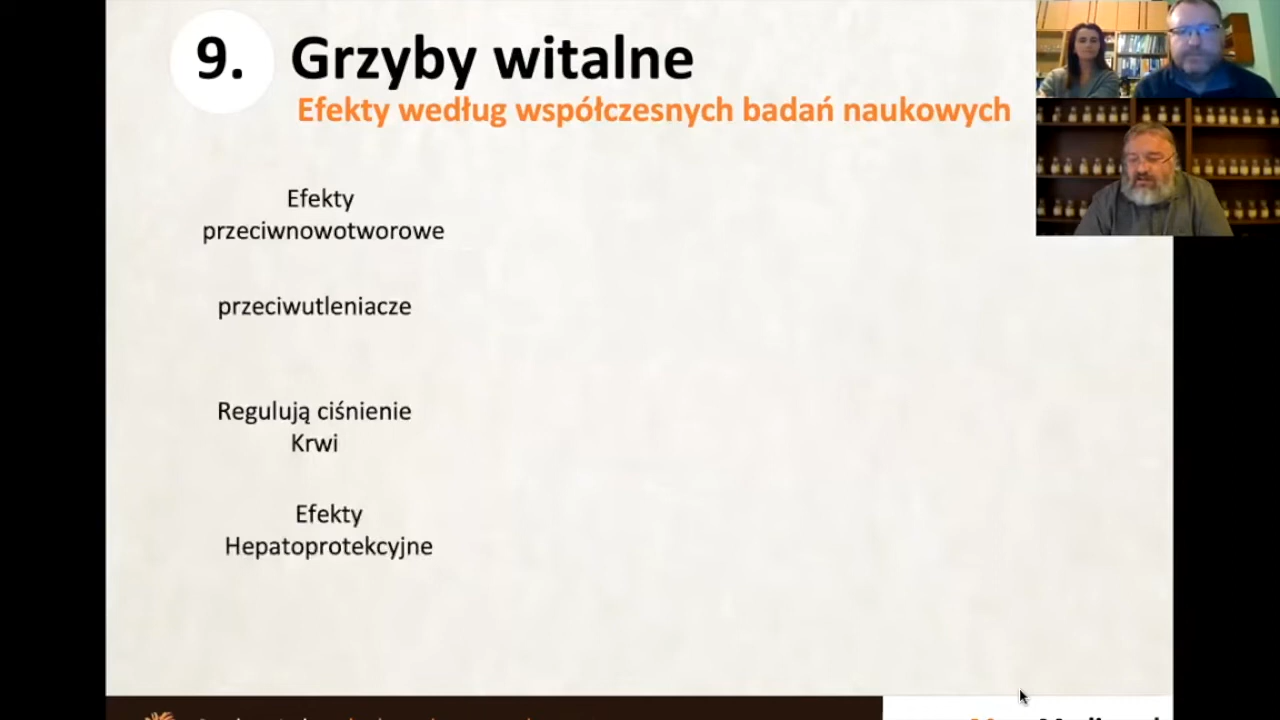 9. Grzyby witalne
Efekty według współczesnych badań naukowych
Efekty
przeciwnowotworowe
przeciwutleniacze
Regulują ciśnienie
Krwi
Efekty
Hepatoprotekcyjne